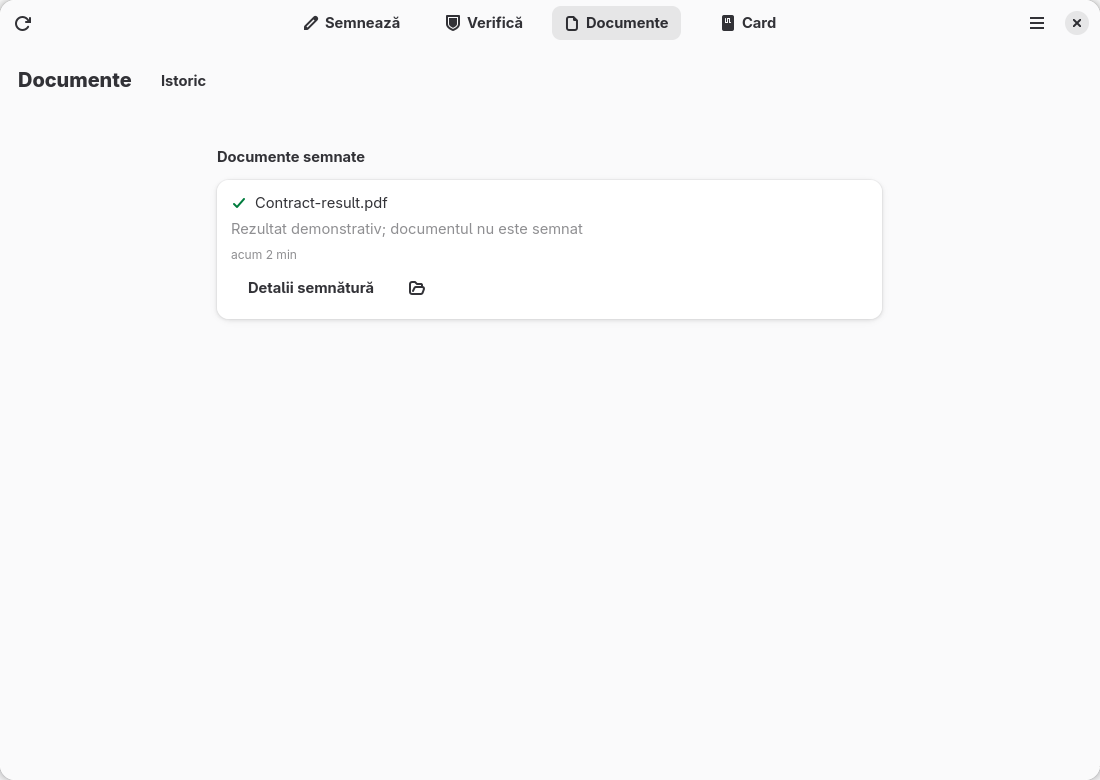 Semnează
Verifică
Documente
Card
Documente
Istoric
Documente semnate
Contract-result.pdf
Rezultat demonstrativ; documentul nu este semnat
acum 2 min
Detalii semnătură